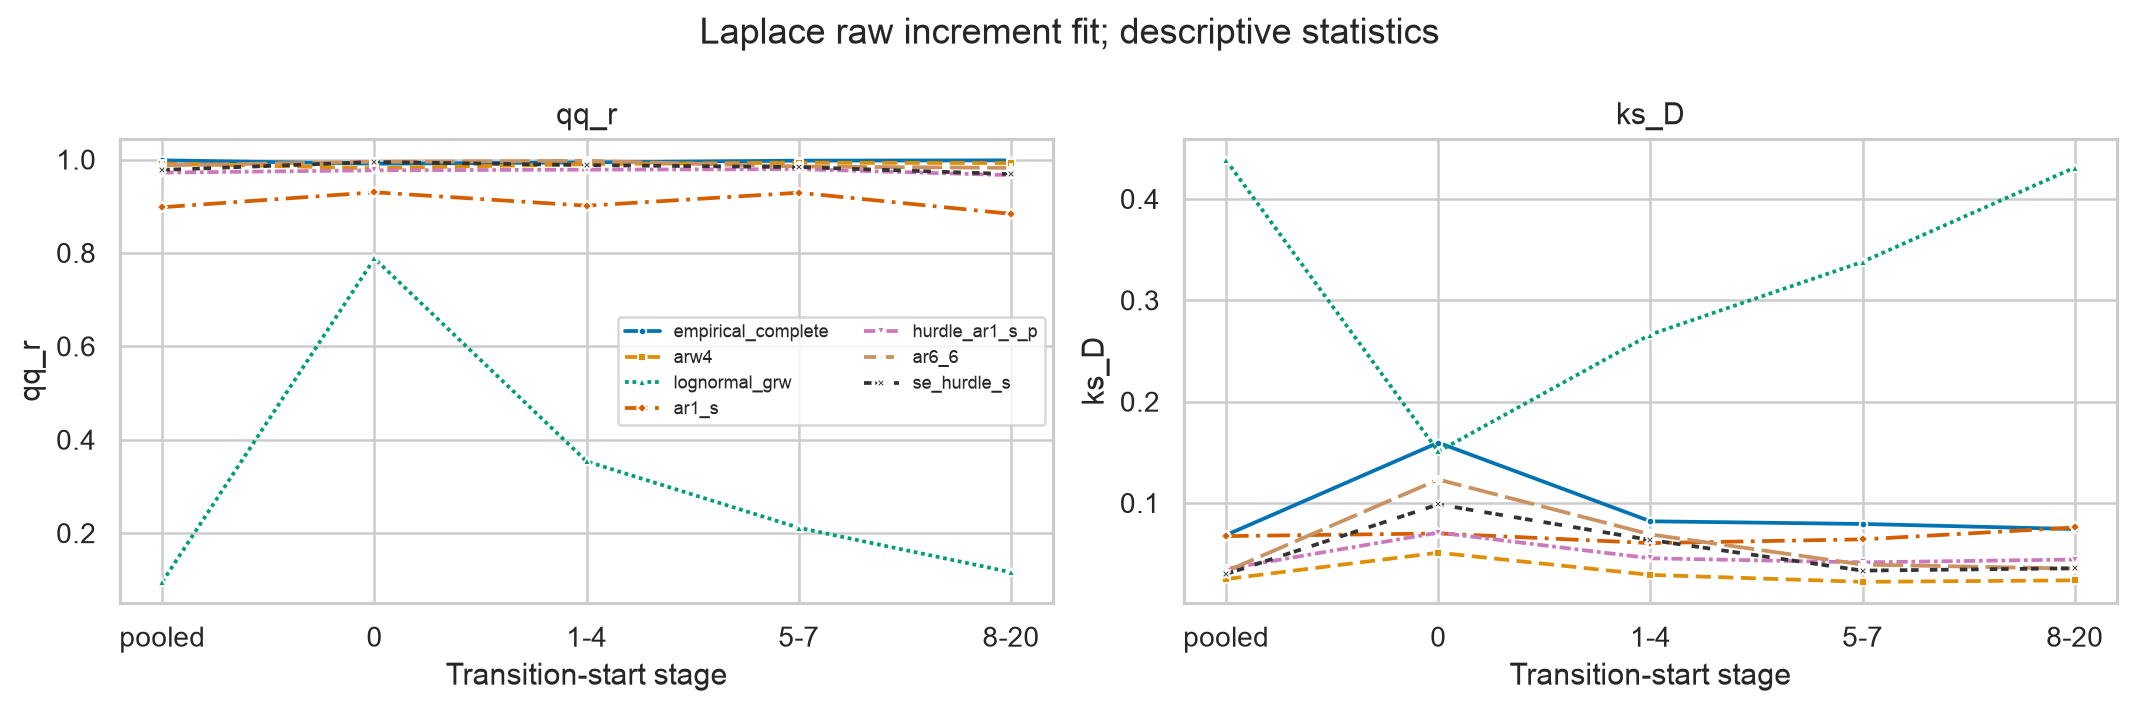 Laplace raw increment fit; descriptive statistics
qq_r
qq_r
1.0
0.8
0.6
0.4
0.2
empirical_complete
arw4
lognormal_grw
ar1_s
hurdle_ar1_s_p
ar6_6
se_hurdle_s
pooled
0
1-4
5-7
8-20
Transition-start stage
ks_D
ks_D
0.4
0.3
0.2
0.1
pooled
0
1-4
5-7
8-20
Transition-start stage